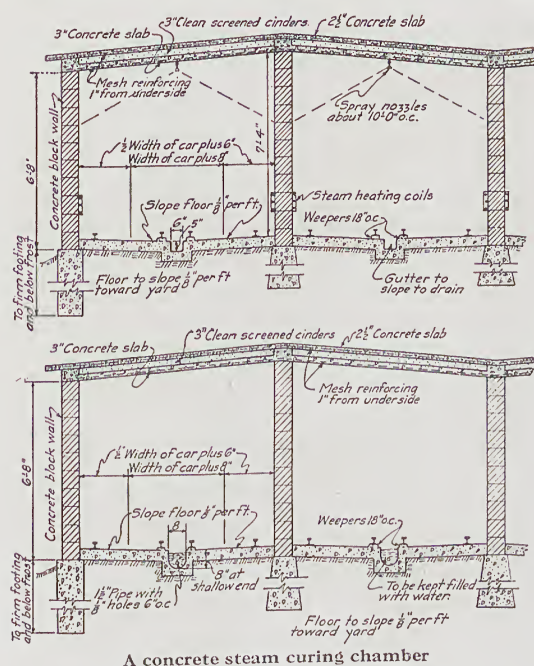 3" Clean screened cinders.
2½" Concrete slab
3" Concrete slab
Mesh reinforcing
1" from underside
Spray nozzles
about 10'-0" o.c.
6'-8"
Concrete block wall
½ Width of car plus 6"
Width of car plus 8"
7'-4"
Slope floor ⅛" per ft.
6"
5"
Steam heating coils
Weepers 18" oc.
To firm footing
and below frost
Floor to slope ⅛" per ft
toward yard
Gutter to
slope to drain
3" Clean screened cinders
2½" Concrete slab
3" Concrete slab
Mesh reinforcing
1" from underside
6'-8"
Concrete block wall
½ Width of car plus 6"
Width of car plus 8"
Slope floor ⅛" per ft.
8
Weepers 18" o.c.
8" at
shallow end
To firm footing
and below frost
1½" Pipe with
holes 6" oc
To be kept filled
with water.
Floor to slope ⅛" per ft
toward yard
A concrete steam curing chamber